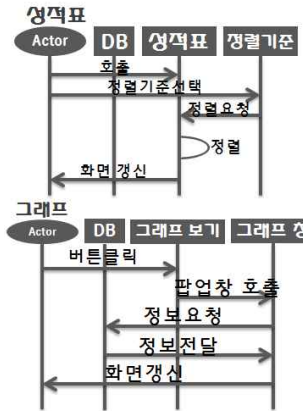 성적표
Actor DB 성적표 정렬기준
호출
정렬기준선택
정렬요청
정렬
화면 갱신
그래프
Actor DB 그래프 보기 그래프
버튼클릭
팝업창 호출
정보요청
정보전달
화면갱신